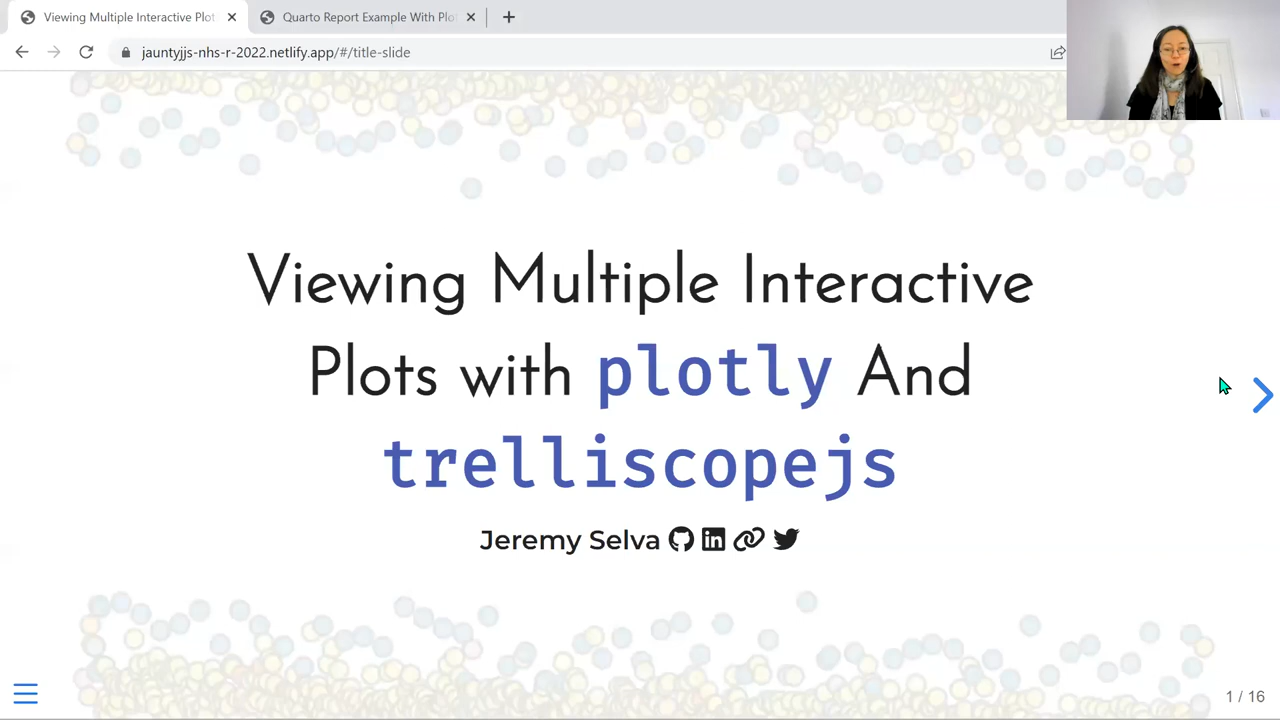 Viewing Multiple Interactive Plot
Quarto Report Example With Plo
jauntyjjs-nhs-r-2022.netlify.app/#/title-slide
Viewing Multiple Interactive
Plots with plotly And
trelliscopejs
Jeremy Selva
1 / 16